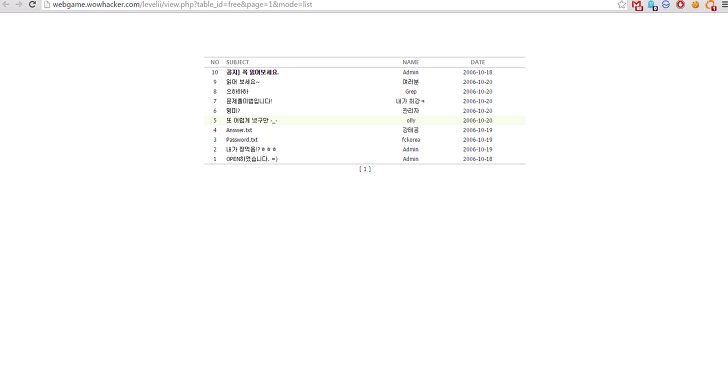 webgame.wowhacker.com/levelii/view.php?table_id=free&page=1&mode=list
NO SUBJECT NAME DATE
10 공지] 꼭 읽어보세요. Admin 2006-10-18
9 읽어 보세요~ 여러분 2006-10-20
8 으하하하 Grep 2006-10-20
7 문제풀이법입니다! 내가 최강ㅋ 2006-10-20
6 뭥미? 관리자 2006-10-20
5 또 어렵게 냇구만 -_- olly 2006-10-20
4 Answer.txt 강태공 2006-10-19
3 Password.txt fckorea 2006-10-19
2 내가 짱먹음!?ㅎㅎㅎ Admin 2006-10-19
1 OPEN하였습니다. =) Admin 2006-10-18
[ 1 ]